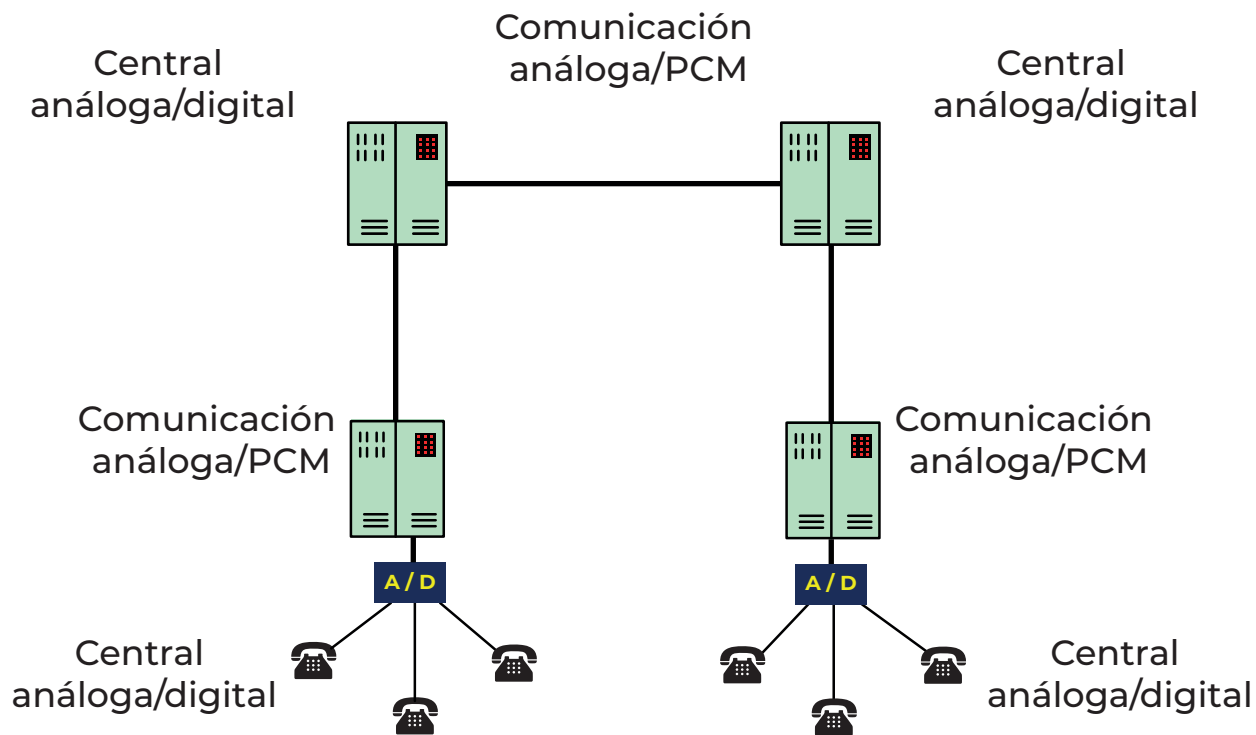 Comunicación
análoga/PCM
Central
análoga/digital
Central
análoga/digital
Comunicación
análoga/PCM
Comunicación
análoga/PCM
A / D
A / D
Central
análoga/digital
Central
análoga/digital